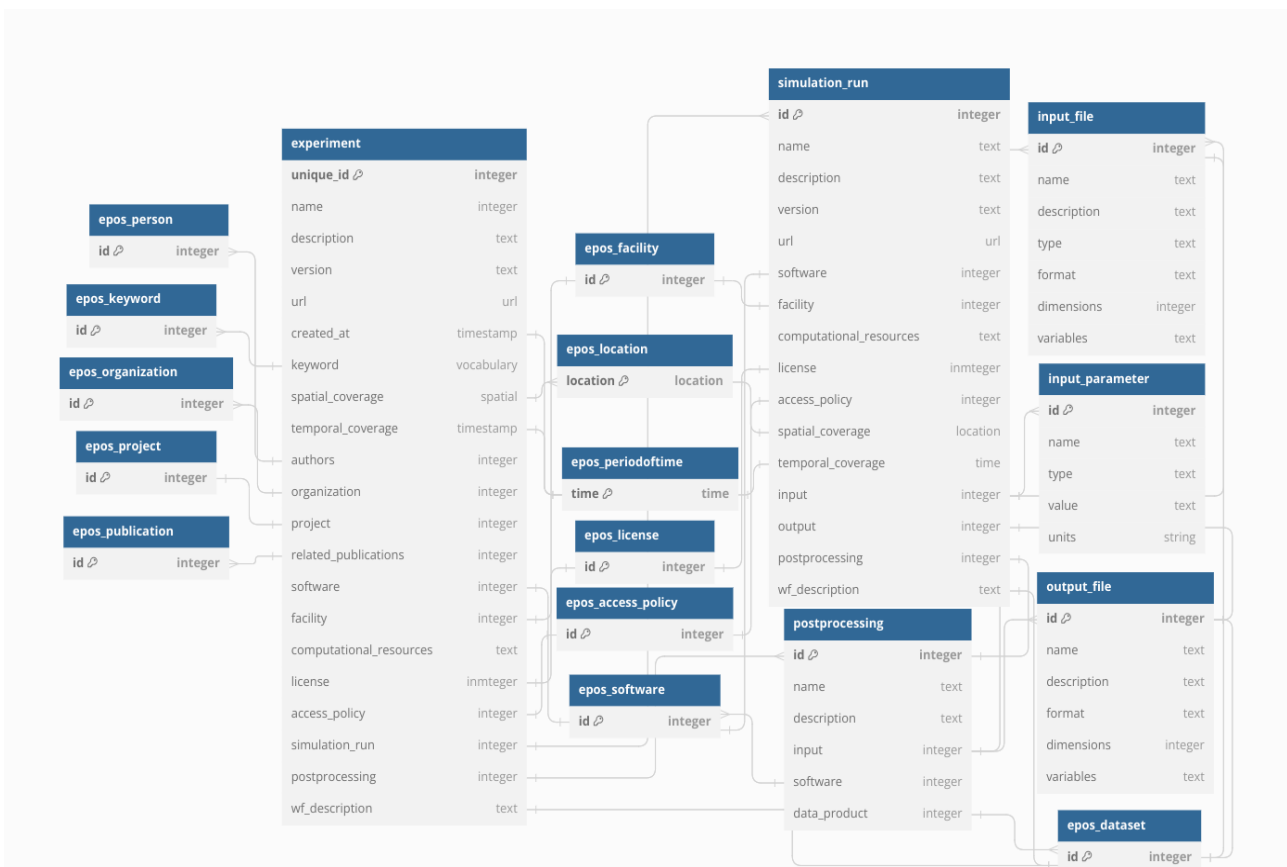 experiment
unique_id integer
name integer
description text
version text
url url
created_at timestamp
keyword vocabulary
spatial_coverage spatial
temporal_coverage timestamp
authors integer
organization integer
project integer
related_publications integer
software integer
facility integer
computational_resources text
license inmteger
access_policy integer
simulation_run integer
postprocessing integer
wf_description text
epos_person
id integer
epos_keyword
id integer
epos_organization
id integer
epos_project
id integer
epos_publication
id integer
epos_facility
id integer
epos_location
location location
epos_periodoftime
time time
epos_license
id integer
epos_access_policy
id integer
epos_software
id integer
simulation_run
id integer
name text
description text
version text
url url
software integer
facility integer
computational_resources text
license inmteger
access_policy integer
spatial_coverage location
temporal_coverage time
input integer
output integer
postprocessing integer
wf_description text
postprocessing
id integer
name text
description text
input integer
software integer
data_product integer
input_file
id integer
name text
description text
type text
format text
dimensions integer
variables text
input_parameter
id integer
name text
type text
value text
units string
output_file
id integer
name text
description text
format text
dimensions integer
variables text
epos_dataset
id integer